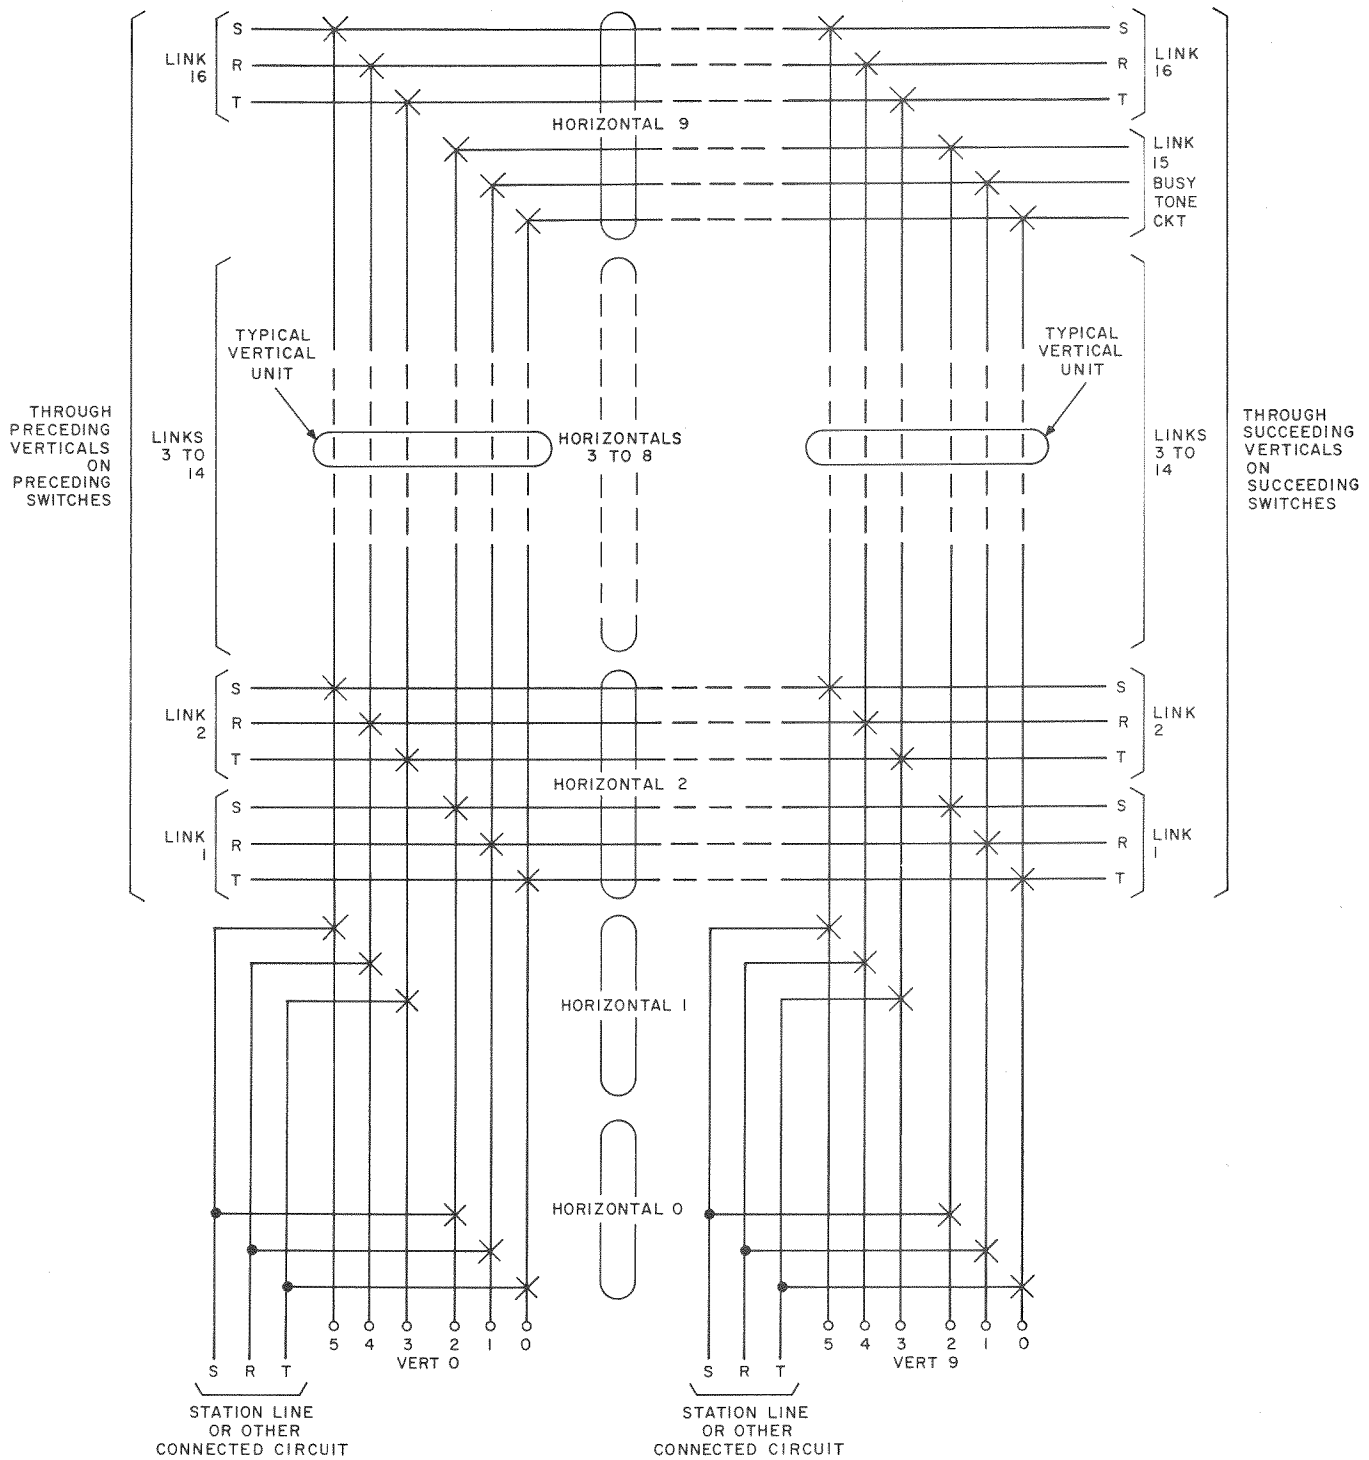 S
LINK
16
R
T
S
LINK
16
R
T
HORIZONTAL 9
LINK
15
BUSY
TONE
CKT
TYPICAL
VERTICAL
UNIT
TYPICAL
VERTICAL
UNIT
THROUGH
PRECEDING
VERTICALS
ON
PRECEDING
SWITCHES
LINKS
3 TO
14
HORIZONTALS
3 TO 8
LINKS
3 TO
14
THROUGH
SUCCEEDING
VERTICALS
ON
SUCCEEDING
SWITCHES
LINK
2
S
R
T
S
R
T
LINK
2
HORIZONTAL 2
LINK
1
S
R
T
S
R
T
LINK
1
HORIZONTAL 1
HORIZONTAL 0
5 4 3 2 1 0
VERT 0
5 4 3 2 1 0
VERT 9
S R T
S R T
STATION LINE
OR OTHER
CONNECTED CIRCUIT
STATION LINE
OR OTHER
CONNECTED CIRCUIT